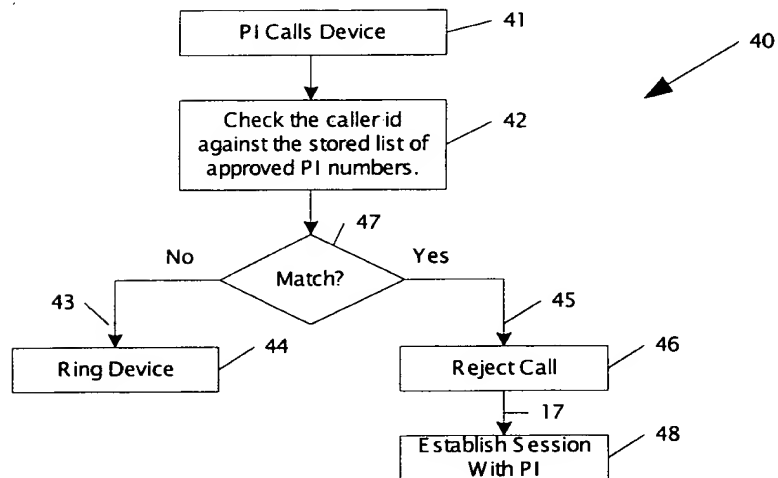 PI Calls Device
41
40
Check the caller id
against the stored list of
approved PI numbers.
42
47
No
Yes
Match?
43
45
Ring Device
44
Reject Call
46
17
Establish Session
With PI
48